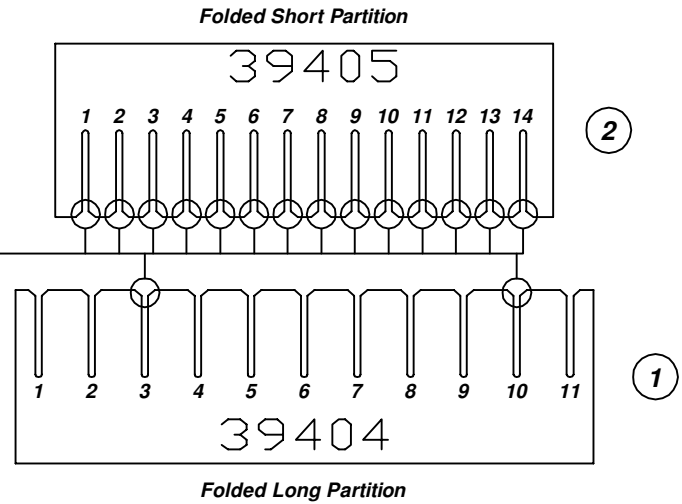 Folded Short Partition
39405
1 2 3 4 5 6 7 8 9 10 11 12 13 14
2
1 2 3 4 5 6 7 8 9 10 11
1
39404
Folded Long Partition